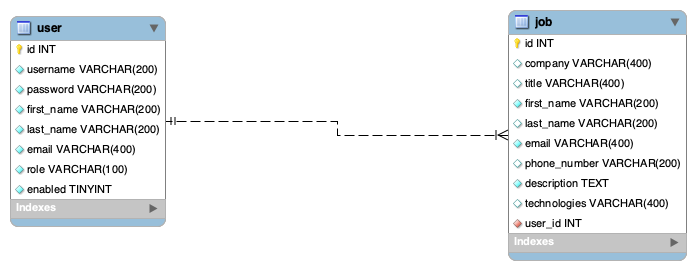 user
id INT
username VARCHAR(200)
password VARCHAR(200)
first_name VARCHAR(200)
last_name VARCHAR(200)
email VARCHAR(400)
role VARCHAR(100)
enabled TINYINT
Indexes
job
id INT
company VARCHAR(400)
title VARCHAR(400)
first_name VARCHAR(200)
last_name VARCHAR(200)
email VARCHAR(400)
phone_number VARCHAR(200)
description TEXT
technologies VARCHAR(400)
user_id INT
Indexes